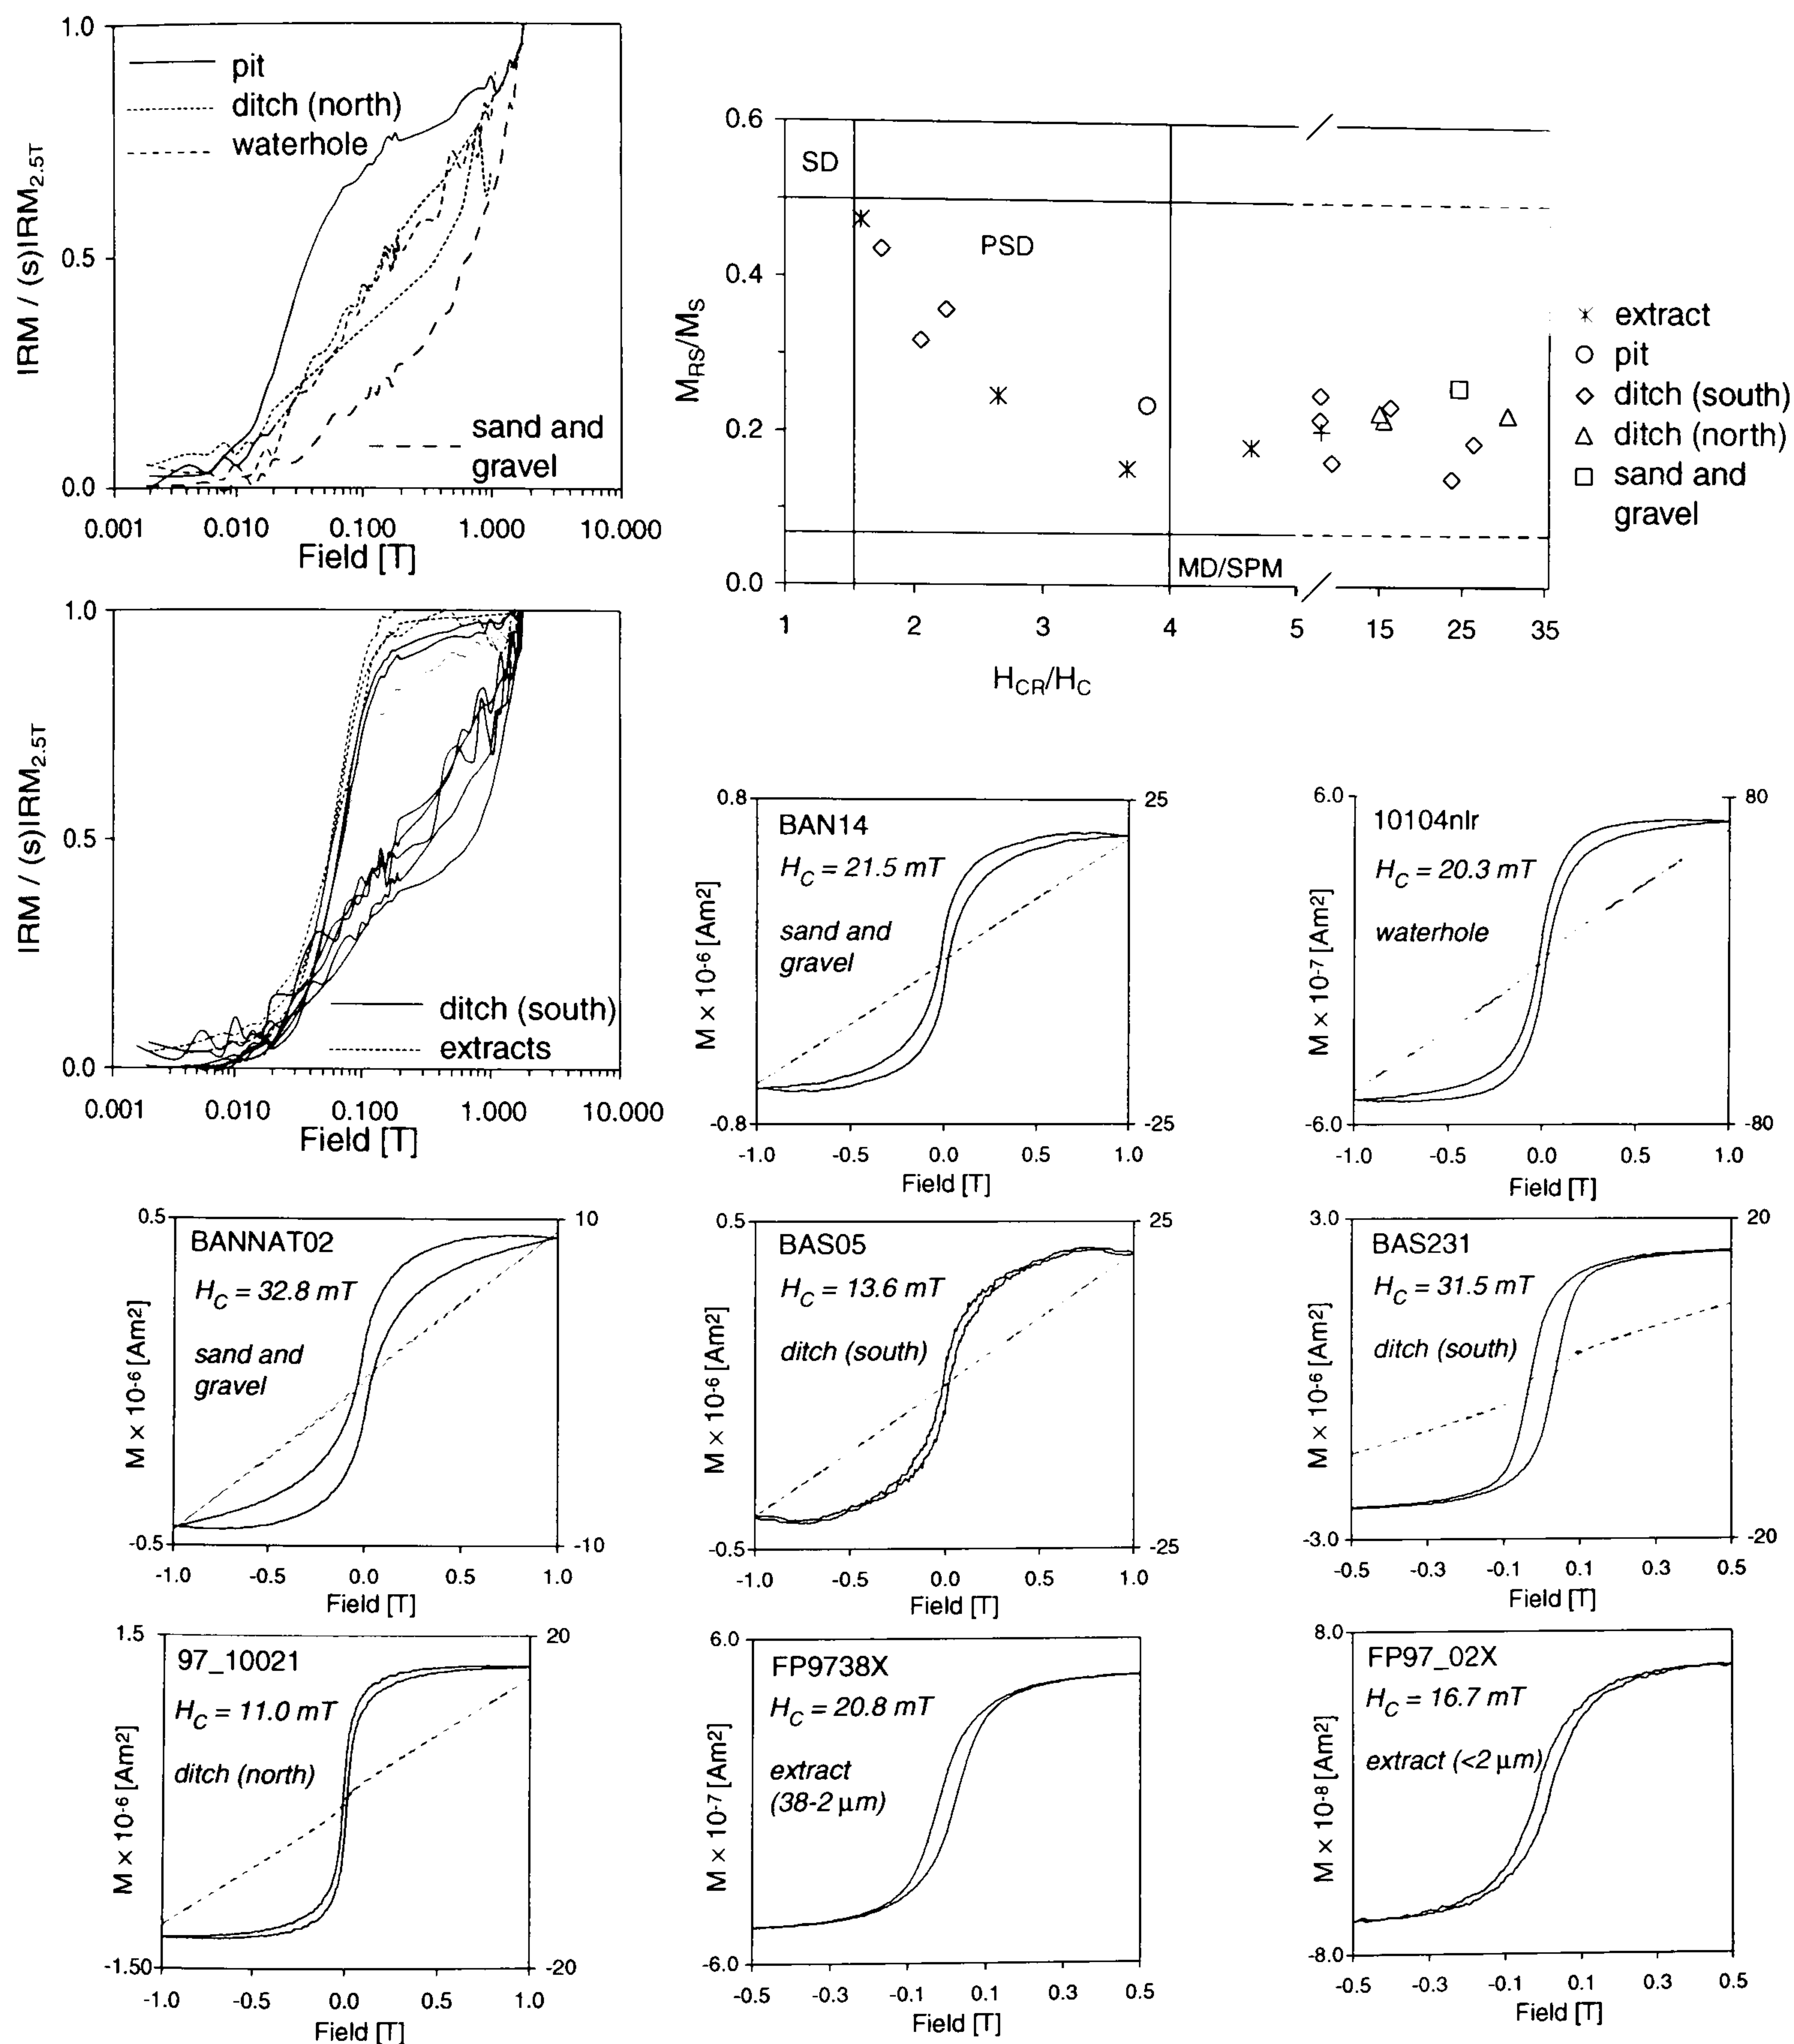 1.0
pit
ditch (north)
waterhole
IRM / (s)IRM2.5T
0.5
sand and
gravel
0.0
0.001 0.010 0.100 1.000 10.000
Field [T]
0.6
SD
PSD
0.4
MRS/MS
0.2
0.0
MD/SPM
1 2 3 4 5 15 25 35
HCR/HC
extract
pit
ditch (south)
ditch (north)
sand and
gravel
1.0
IRM / (s)IRM2.5T
0.5
ditch (south)
extracts
0.0
0.001 0.010 0.100 1.000 10.000
Field [T]
0.8 25
BAN14
HC = 21.5 mT
sand and
gravel
M × 10-6 [Am2]
-0.8 -25
-1.0 -0.5 0.0 0.5 1.0
Field [T]
6.0 80
10104nlr
HC = 20.3 mT
waterhole
M × 10-7 [Am2]
-6.0 -80
-1.0 -0.5 0.0 0.5 1.0
Field [T]
0.5 10
BANNAT02
HC = 32.8 mT
sand and
gravel
M × 10-6 [Am2]
-0.5 -10
-1.0 -0.5 0.0 0.5 1.0
Field [T]
0.5 25
BAS05
HC = 13.6 mT
ditch (south)
M × 10-6 [Am2]
-0.5 -25
-1.0 -0.5 0.0 0.5 1.0
Field [T]
3.0 20
BAS231
HC = 31.5 mT
ditch (south)
M × 10-6 [Am2]
-3.0 -20
-0.5 -0.3 -0.1 0.1 0.3 0.5
Field [T]
1.5 20
97_10021
HC = 11.0 mT
ditch (north)
M × 10-6 [Am2]
-1.50 -20
-1.0 -0.5 0.0 0.5 1.0
Field [T]
6.0
FP9738X
HC = 20.8 mT
extract
(38-2 µm)
M × 10-7 [Am2]
-6.0
-0.5 -0.3 -0.1 0.1 0.3 0.5
Field [T]
8.0
FP97_02X
HC = 16.7 mT
extract (<2 µm)
M × 10-8 [Am2]
-8.0
-0.5 -0.3 -0.1 0.1 0.3 0.5
Field [T]